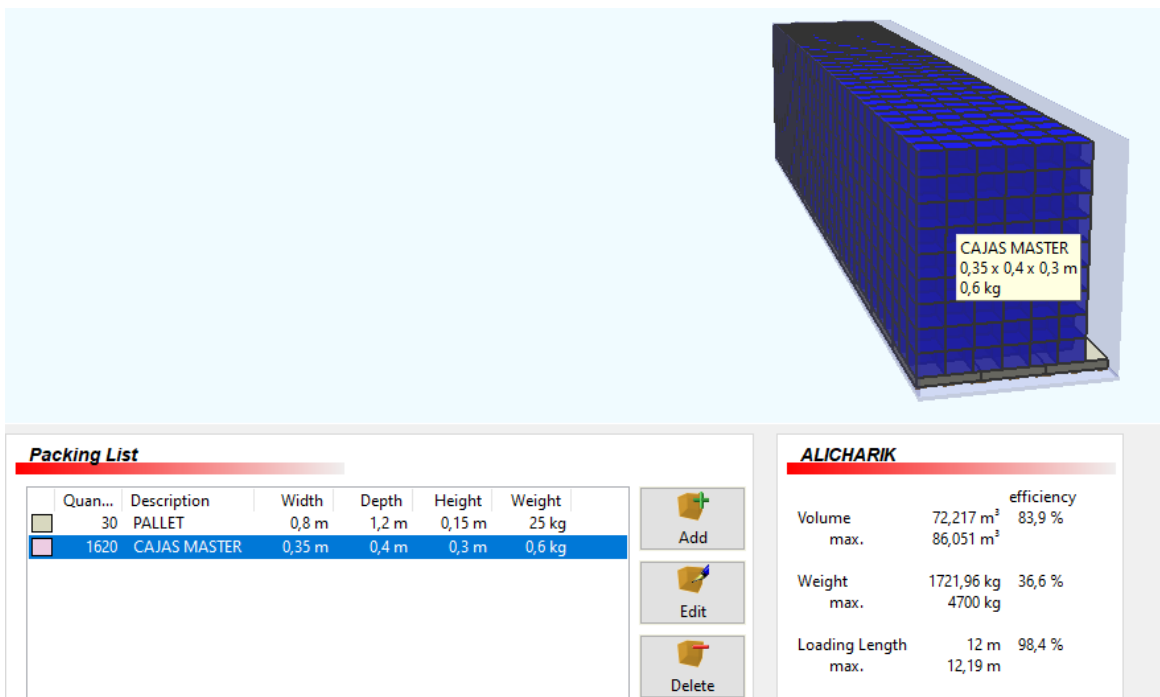 CAJAS MASTER
0,35 x 0,4 x 0,3 m
0,6 kg
Packing List
Quan... Description Width Depth Height Weight
30 PALLET 0,8 m 1,2 m 0,15 m 25 kg
1620 CAJAS MASTER 0,35 m 0,4 m 0,3 m 0,6 kg
Add
Edit
Delete
ALICHARIK
efficiency
Volume 72,217 m³ 83,9 %
max. 86,051 m³
Weight 1721,96 kg 36,6 %
max. 4700 kg
Loading Length 12 m 98,4 %
max. 12,19 m